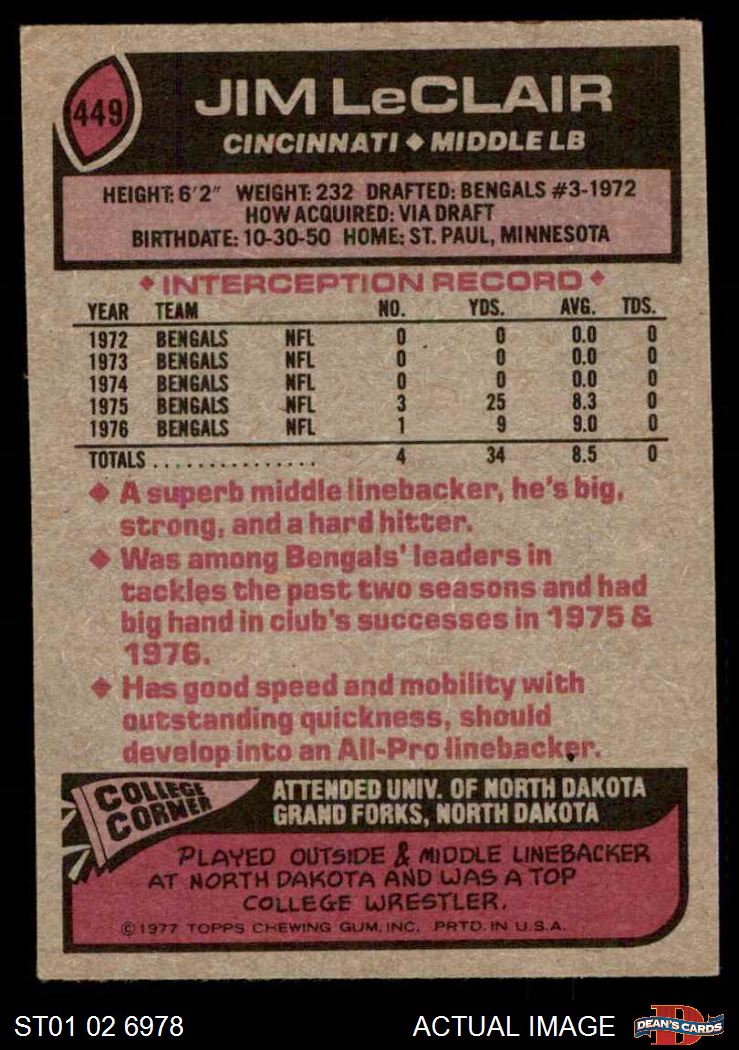 449
JIM LeCLAIR
CINCINNATI ◆ MIDDLE LB
HEIGHT: 6'2" WEIGHT: 232 DRAFTED: BENGALS #3-1972
HOW ACQUIRED: VIA DRAFT
BIRTHDATE: 10-30-50 HOME: ST. PAUL, MINNESOTA
◆ INTERCEPTION RECORD ◆
YEAR TEAM NO. YDS. AVG. TDS.
1972 BENGALS NFL 0 0 0.0 0
1973 BENGALS NFL 0 0 0.0 0
1974 BENGALS NFL 0 0 0.0 0
1975 BENGALS NFL 3 25 8.3 0
1976 BENGALS NFL 1 9 9.0 0
TOTALS ............... 4 34 8.5 0
◆ A superb middle linebacker, he's big,
strong, and a hard hitter.
◆ Was among Bengals' leaders in
tackles the past two seasons and had
big hand in club's successes in 1975 &
1976.
◆ Has good speed and mobility with
outstanding quickness, should
develop into an All-Pro linebacker.
COLLEGE
CORNER
ATTENDED UNIV. OF NORTH DAKOTA
GRAND FORKS, NORTH DAKOTA
PLAYED OUTSIDE & MIDDLE LINEBACKER
AT NORTH DAKOTA AND WAS A TOP
COLLEGE WRESTLER.
©1977 TOPPS CHEWING GUM, INC. PRTD. IN U.S.A.
ST01 02 6978
ACTUAL IMAGE
D
DEAN'S CARDS